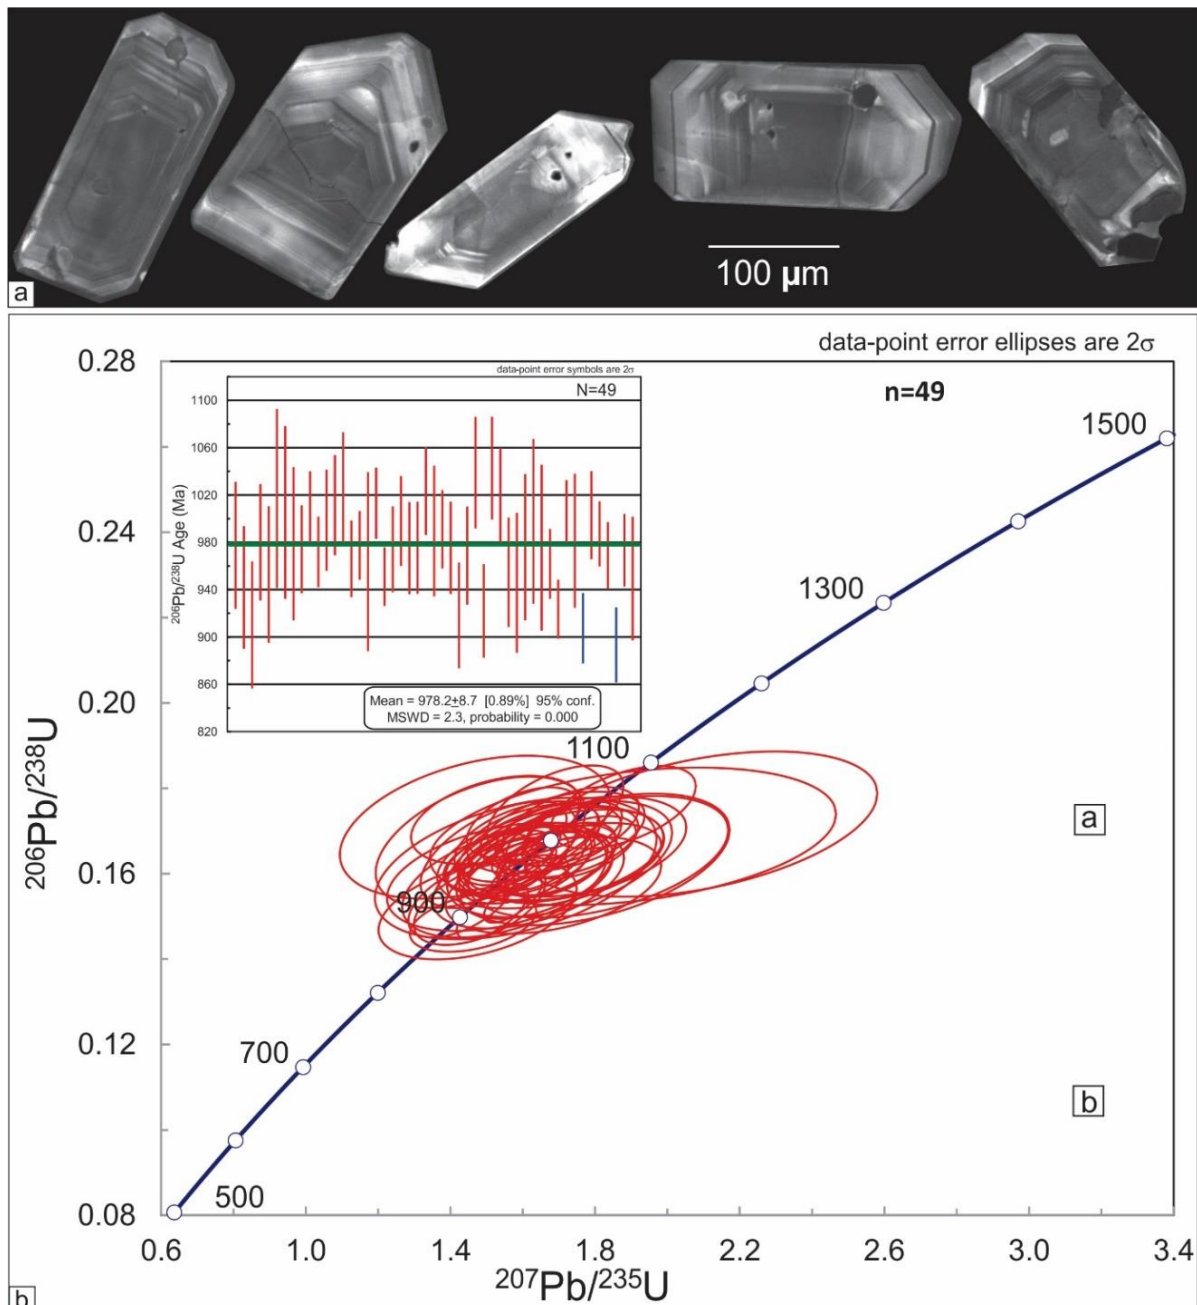 100 µm
a
data-point error ellipses are 2σ
0.28
data-point error symbols are 2σ
N=49
n=49
1100
1500
1060
1020
0.24
980
1300
206Pb/238U Age (Ma)
940
900
0.20
860
Mean = 978.2±8.7 [0.89%] 95% conf.
MSWD = 2.3, probability = 0.000
820
1100
206Pb/238U
a
0.16
900
0.12
700
b
500
0.08
0.6
1.0
1.4
1.8
2.2
2.6
3.0
3.4
207Pb/235U
b